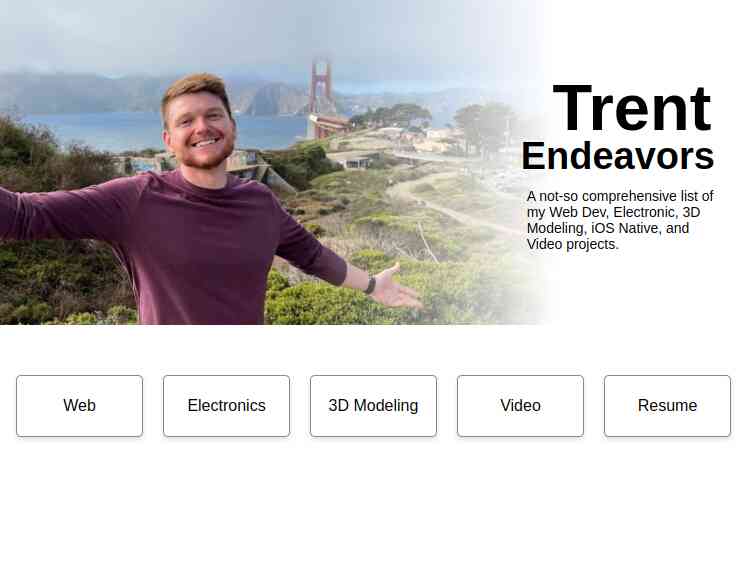 Trent
Endeavors
A not-so comprehensive list of
my Web Dev, Electronic, 3D
Modeling, iOS Native, and
Video projects.
Web
Electronics
3D Modeling
Video
Resume